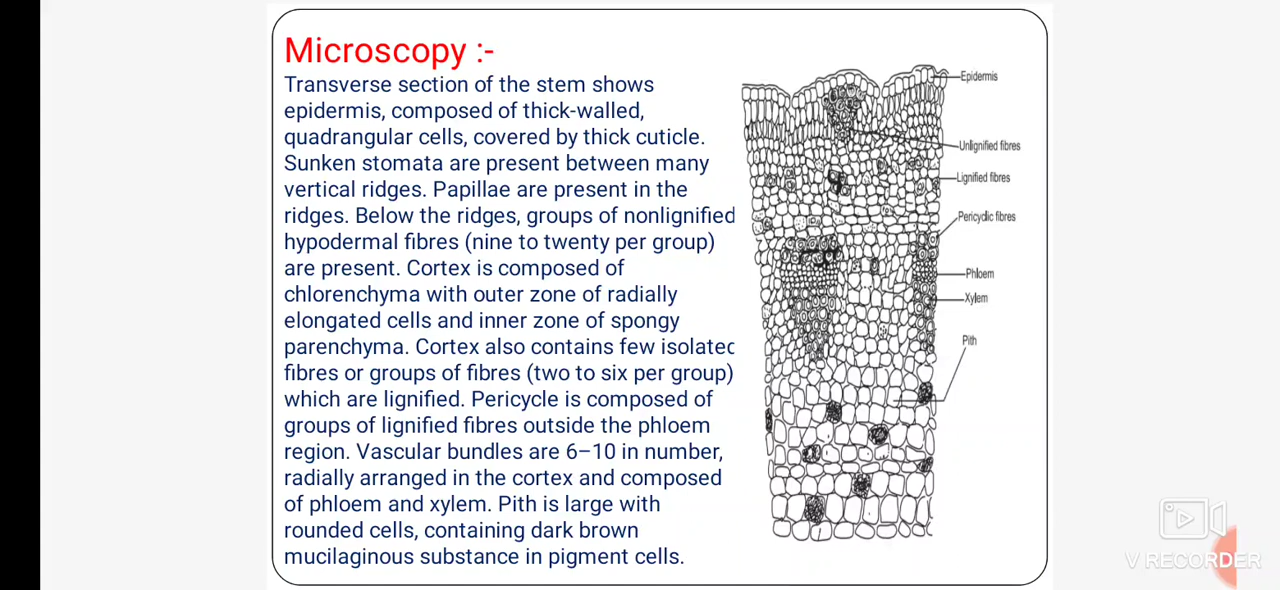 Microscopy :-
Transverse section of the stem shows
epidermis, composed of thick-walled,
quadrangular cells, covered by thick cuticle.
Sunken stomata are present between many
vertical ridges. Papillae are present in the
ridges. Below the ridges, groups of nonlignified
hypodermal fibres (nine to twenty per group)
are present. Cortex is composed of
chlorenchyma with outer zone of radially
elongated cells and inner zone of spongy
parenchyma. Cortex also contains few isolated
fibres or groups of fibres (two to six per group)
which are lignified. Pericycle is composed of
groups of lignified fibres outside the phloem
region. Vascular bundles are 6–10 in number,
radially arranged in the cortex and composed
of phloem and xylem. Pith is large with
rounded cells, containing dark brown
mucilaginous substance in pigment cells.
Epidermis
Unlignified fibres
Lignified fibres
Pericyclic fibres
Phloem
Xylem
Pith
V RECORDER